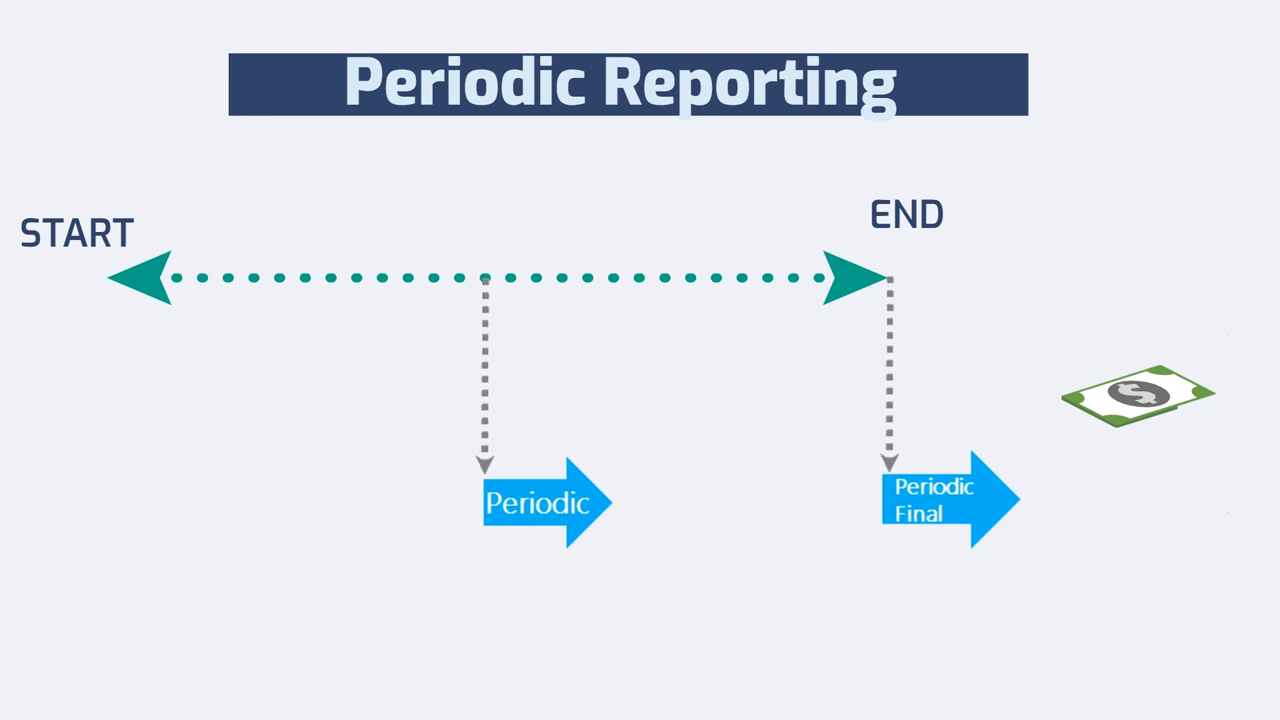 Periodic Reporting
START
END
$
Periodic
Periodic
Final